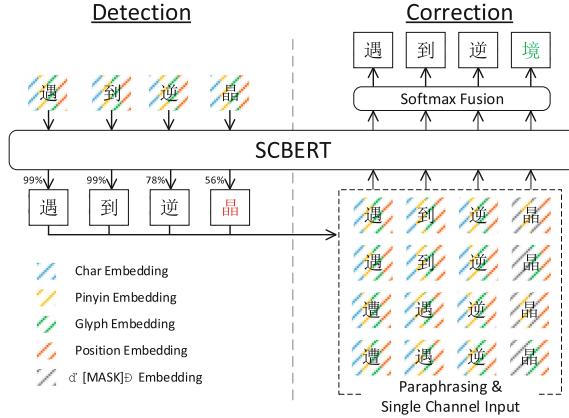 Detection
Correction
遇 到 逆 境
Softmax Fusion
遇 到 逆 晶
SCBERT
99% 99% 78% 56%
遇 到 逆 晶
遇 到 逆 晶
遇 到 逆 晶
遭 遇 逆 晶
遭 遇 逆 晶
Char Embedding
Pinyin Embedding
Glyph Embedding
Position Embedding
[MASK] Embedding
Paraphrasing &
Single Channel Input